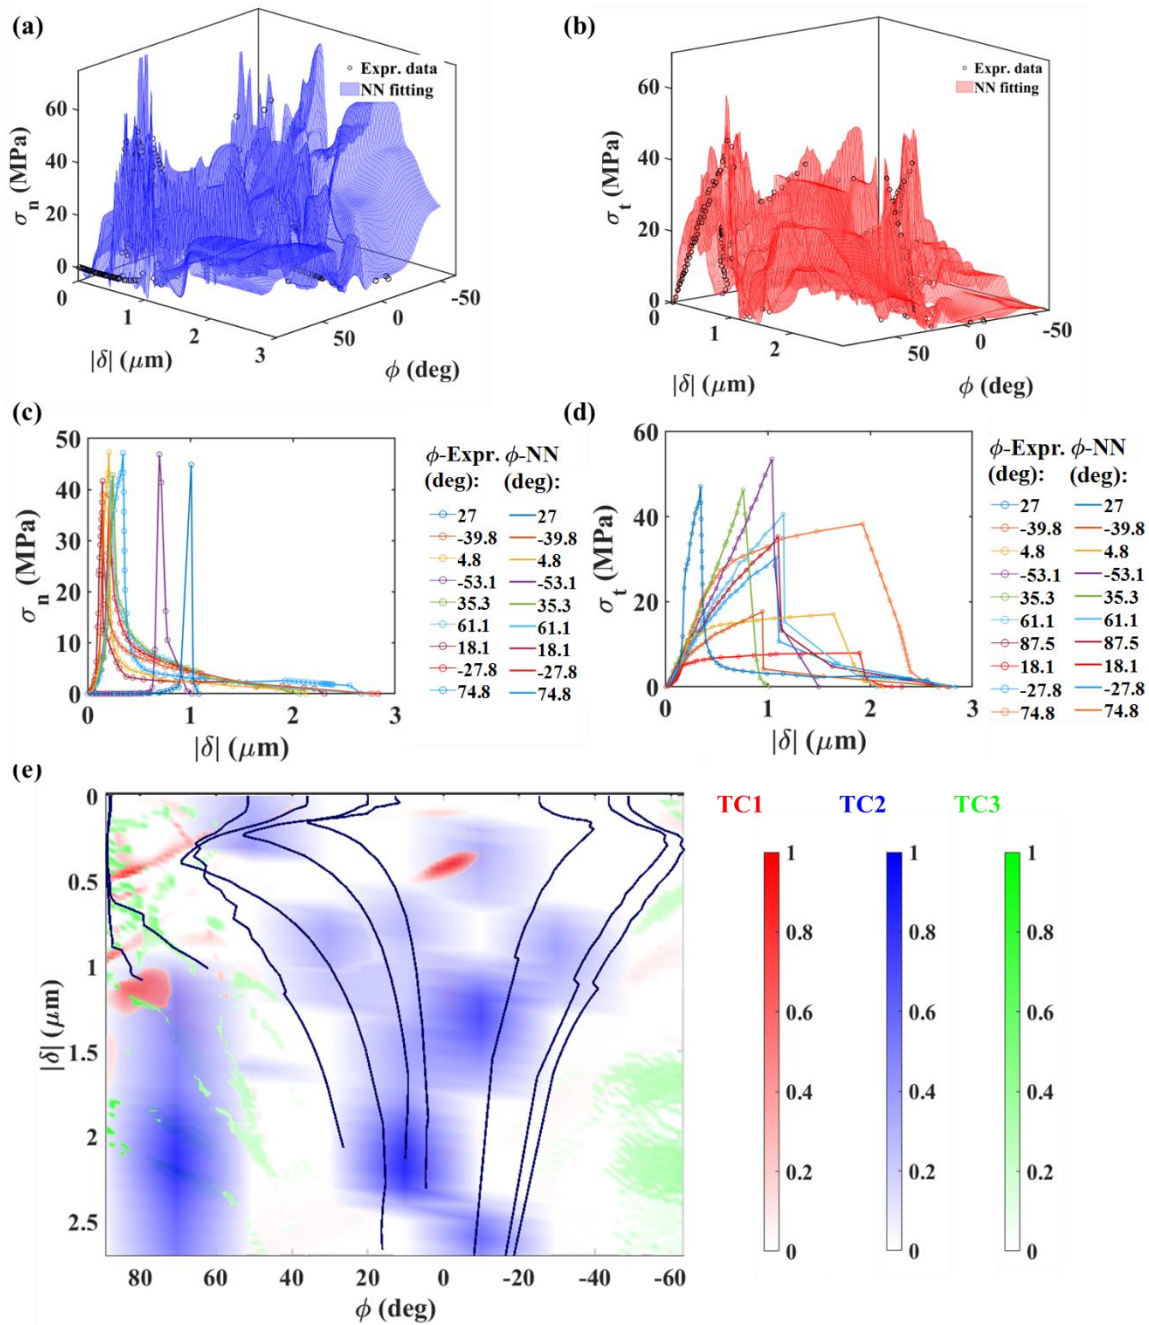 (a)
Expr. data
NN fitting
σn (MPa)
60
40
20
0
0
1
2
3
|δ| (μm)
50
0
-50
ϕ (deg)
(b)
Expr. data
NN fitting
σt (MPa)
60
50
40
30
20
10
0
0
1
2
|δ| (μm)
50
0
-50
ϕ (deg)
(c)
σn (MPa)
50
40
30
20
10
0
0
1
2
3
|δ| (μm)
ϕ-Expr. ϕ-NN
(deg): (deg):
27 27
-39.8 -39.8
4.8 4.8
-53.1 -53.1
35.3 35.3
61.1 61.1
18.1 18.1
-27.8 -27.8
74.8 74.8
(d)
σt (MPa)
60
40
20
0
0
1
2
3
|δ| (μm)
ϕ-Expr. ϕ-NN
(deg): (deg):
27 27
-39.8 -39.8
4.8 4.8
-53.1 -53.1
35.3 35.3
61.1 61.1
87.5 87.5
18.1 18.1
-27.8 -27.8
74.8 74.8
(e)
|δ| (μm)
0
0.5
1
1.5
2
2.5
80 60 40 20 0 -20 -40 -60
ϕ (deg)
TC1 TC2 TC3
1 1 1
0.8 0.8 0.8
0.6 0.6 0.6
0.4 0.4 0.4
0.2 0.2 0.2
0 0 0